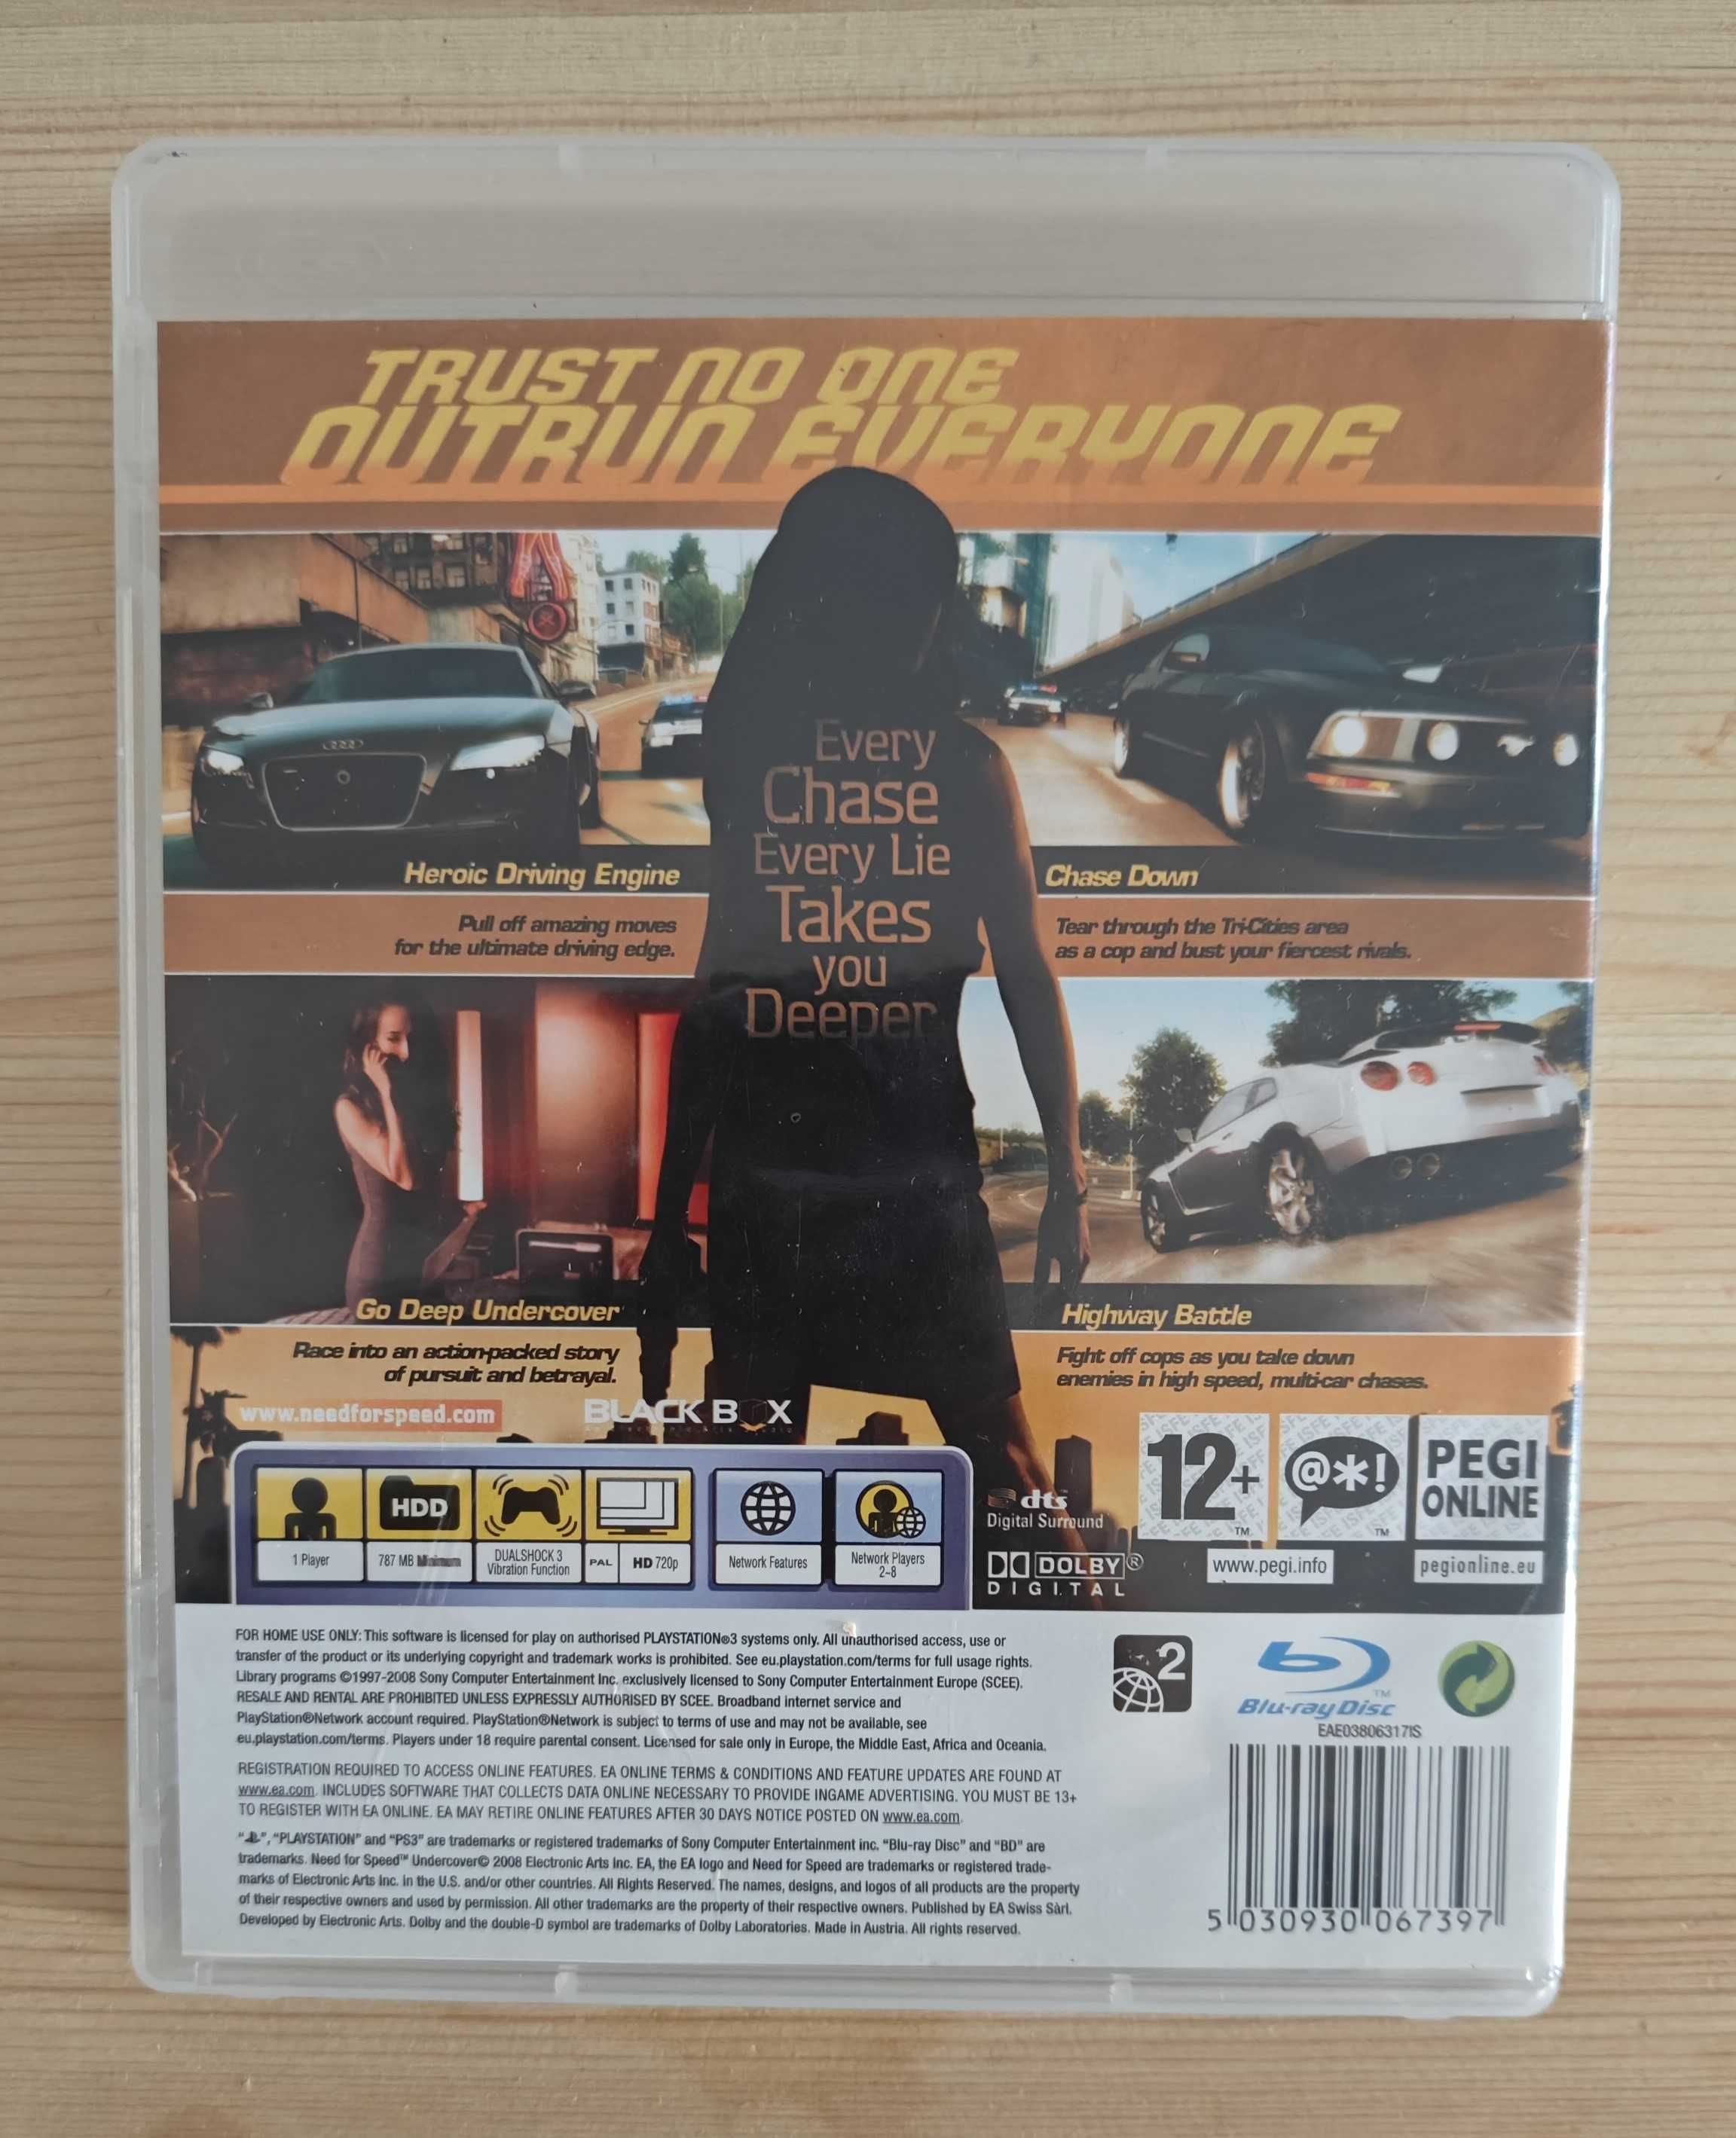 TRUST NO ONE
OUTRUN EVERYONE
Every
Chase
Every Lie
Takes
you
Deeper
Heroic Driving Engine
Pull off amazing moves
for the ultimate driving edge.
Chase Down
Tear through the Tri-Cities area
as a cop and bust your fiercest rivals.
Go Deep Undercover
Race into an action-packed story
of pursuit and betrayal.
Highway Battle
Fight off cops as you take down
enemies in high speed, multi-car chases.
www.needforspeed.com
BLACK BOX
HDD
1 Player
787 MB Minimum
DUALSHOCK 3
Vibration Function
PAL
HD 720p
Network Features
Network Players
2-8
dts™
Digital Surround
DOLBY®
DIGITAL
12+™
@*!™
PEGI
ONLINE
www.pegi.info
pegionline.eu
FOR HOME USE ONLY: This software is licensed for play on authorised PLAYSTATION®3 systems only. All unauthorised access, use or
transfer of the product or its underlying copyright and trademark works is prohibited. See eu.playstation.com/terms for full usage rights.
Library programs ©1997-2008 Sony Computer Entertainment Inc. exclusively licensed to Sony Computer Entertainment Europe (SCEE).
RESALE AND RENTAL ARE PROHIBITED UNLESS EXPRESSLY AUTHORISED BY SCEE. Broadband internet service and
PlayStation®Network account required. PlayStation®Network is subject to terms of use and may not be available, see
eu.playstation.com/terms. Players under 18 require parental consent. Licensed for sale only in Europe, the Middle East, Africa and Oceania.
REGISTRATION REQUIRED TO ACCESS ONLINE FEATURES. EA ONLINE TERMS & CONDITIONS AND FEATURE UPDATES ARE FOUND AT
www.ea.com. INCLUDES SOFTWARE THAT COLLECTS DATA ONLINE NECESSARY TO PROVIDE INGAME ADVERTISING. YOU MUST BE 13+
TO REGISTER WITH EA ONLINE. EA MAY RETIRE ONLINE FEATURES AFTER 30 DAYS NOTICE POSTED ON www.ea.com.
"PS", "PLAYSTATION" and "PS3" are trademarks or registered trademarks of Sony Computer Entertainment inc. "Blu-ray Disc" and "BD" are
trademarks. Need for Speed™ Undercover© 2008 Electronic Arts Inc. EA, the EA logo and Need for Speed are trademarks or registered trade-
marks of Electronic Arts Inc. in the U.S. and/or other countries. All Rights Reserved. The names, designs, and logos of all products are the property
of their respective owners and used by permission. All other trademarks are the property of their respective owners. Published by EA Swiss Sàrl.
Developed by Electronic Arts. Dolby and the double-D symbol are trademarks of Dolby Laboratories. Made in Austria. All rights reserved.
2
Blu-ray Disc™
EAE03806317IS
5 030930 067397